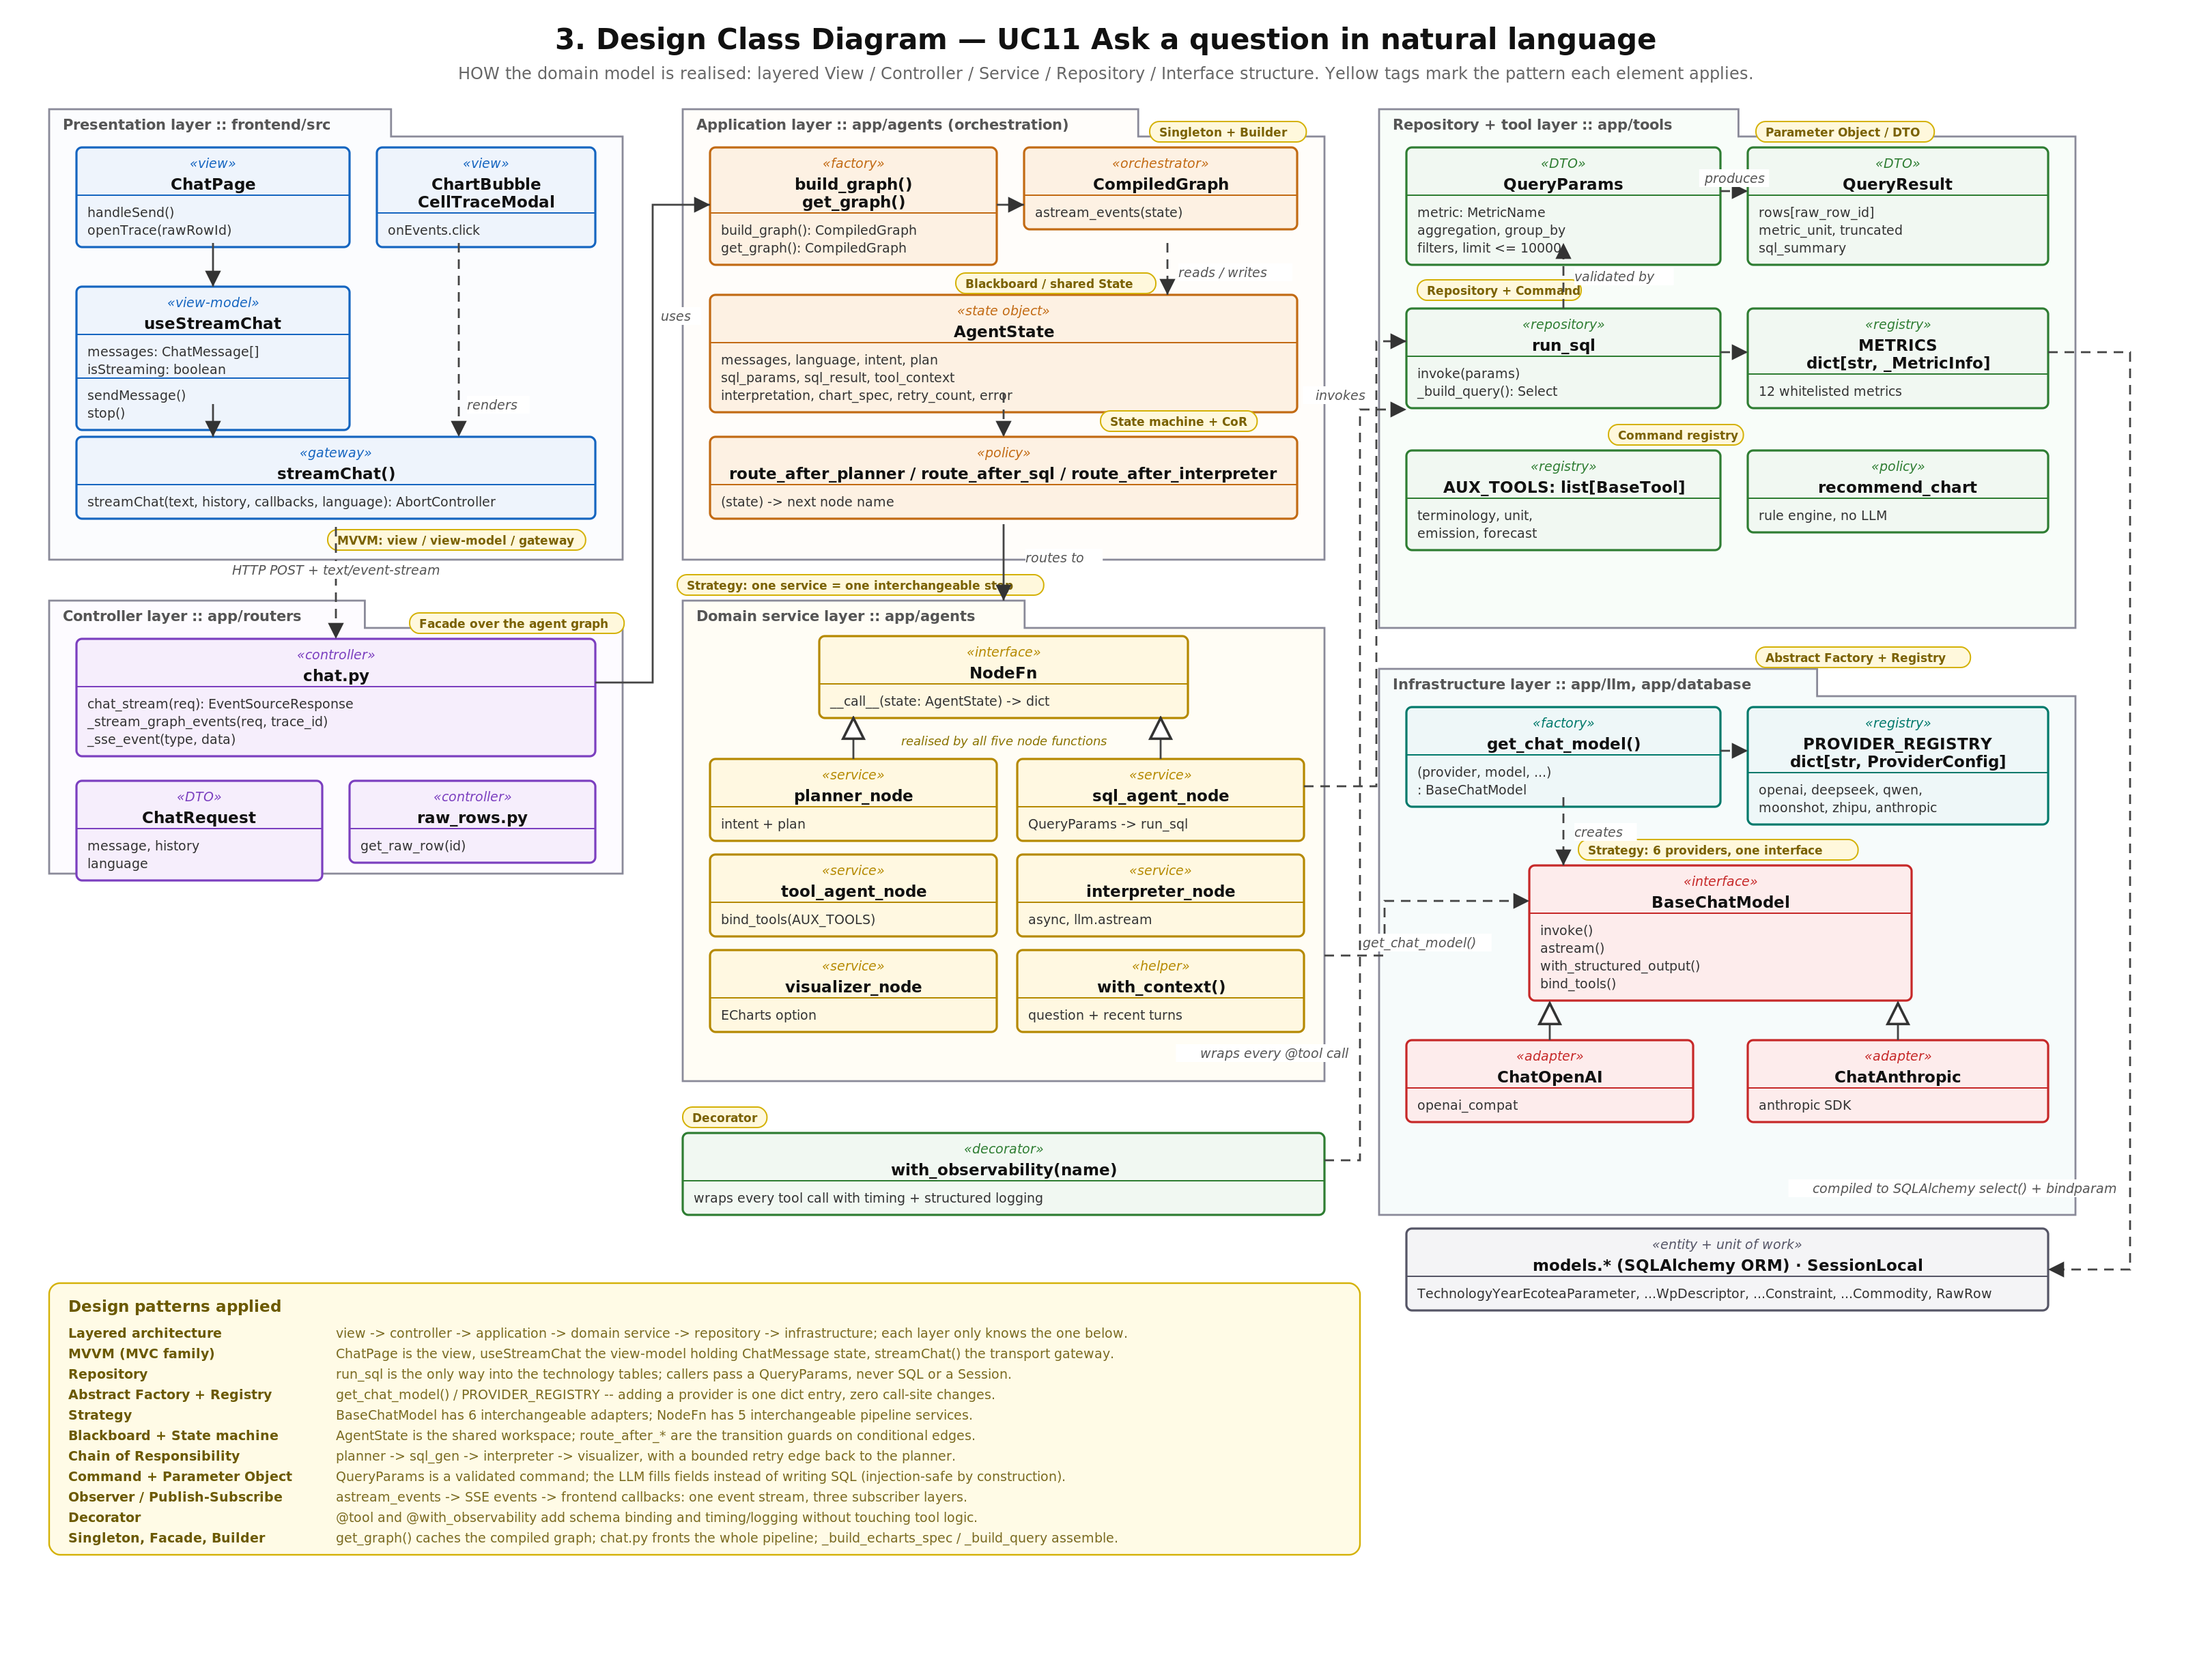 3. Design Class Diagram — UC11 Ask a question in natural language
HOW the domain model is realised: layered View / Controller / Service / Repository / Interface structure. Yellow tags mark the pattern each element applies.
Presentation layer :: frontend/src
«view»
ChatPage
handleSend()
openTrace(rawRowId)
«view»
ChartBubble
CellTraceModal
onEvents.click
«view-model»
useStreamChat
messages: ChatMessage[]
isStreaming: boolean
sendMessage()
stop()
renders
«gateway»
streamChat()
streamChat(text, history, callbacks, language): AbortController
MVVM: view / view-model / gateway
HTTP POST + text/event-stream
Controller layer :: app/routers
Facade over the agent graph
«controller»
chat.py
chat_stream(req): EventSourceResponse
_stream_graph_events(req, trace_id)
_sse_event(type, data)
«DTO»
ChatRequest
message, history
language
«controller»
raw_rows.py
get_raw_row(id)
uses
Application layer :: app/agents (orchestration)
Singleton + Builder
«factory»
build_graph()
get_graph()
build_graph(): CompiledGraph
get_graph(): CompiledGraph
«orchestrator»
CompiledGraph
astream_events(state)
reads / writes
Blackboard / shared State
«state object»
AgentState
messages, language, intent, plan
sql_params, sql_result, tool_context
interpretation, chart_spec, retry_count, error
State machine + CoR
«policy»
route_after_planner / route_after_sql / route_after_interpreter
(state) -> next node name
routes to
Strategy: one service = one interchangeable step
Domain service layer :: app/agents
«interface»
NodeFn
__call__(state: AgentState) -> dict
realised by all five node functions
«service»
planner_node
intent + plan
«service»
sql_agent_node
QueryParams -> run_sql
«service»
tool_agent_node
bind_tools(AUX_TOOLS)
«service»
interpreter_node
async, llm.astream
«service»
visualizer_node
ECharts option
«helper»
with_context()
question + recent turns
wraps every @tool call
Decorator
«decorator»
with_observability(name)
wraps every tool call with timing + structured logging
invokes
get_chat_model()
Repository + tool layer :: app/tools
Parameter Object / DTO
«DTO»
QueryParams
metric: MetricName
aggregation, group_by
filters, limit <= 10000
produces
«DTO»
QueryResult
rows[raw_row_id]
metric_unit, truncated
sql_summary
validated by
Repository + Command
«repository»
run_sql
invoke(params)
_build_query(): Select
«registry»
METRICS
dict[str, _MetricInfo]
12 whitelisted metrics
Command registry
«registry»
AUX_TOOLS: list[BaseTool]
terminology, unit,
emission, forecast
«policy»
recommend_chart
rule engine, no LLM
Abstract Factory + Registry
Infrastructure layer :: app/llm, app/database
«factory»
get_chat_model()
(provider, model, ...)
: BaseChatModel
«registry»
PROVIDER_REGISTRY
dict[str, ProviderConfig]
openai, deepseek, qwen,
moonshot, zhipu, anthropic
creates
Strategy: 6 providers, one interface
«interface»
BaseChatModel
invoke()
astream()
with_structured_output()
bind_tools()
«adapter»
ChatOpenAI
openai_compat
«adapter»
ChatAnthropic
anthropic SDK
compiled to SQLAlchemy select() + bindparam
«entity + unit of work»
models.* (SQLAlchemy ORM) · SessionLocal
TechnologyYearEcoteaParameter, ...WpDescriptor, ...Constraint, ...Commodity, RawRow
Design patterns applied
Layered architecture view -> controller -> application -> domain service -> repository -> infrastructure; each layer only knows the one below.
MVVM (MVC family) ChatPage is the view, useStreamChat the view-model holding ChatMessage state, streamChat() the transport gateway.
Repository run_sql is the only way into the technology tables; callers pass a QueryParams, never SQL or a Session.
Abstract Factory + Registry get_chat_model() / PROVIDER_REGISTRY -- adding a provider is one dict entry, zero call-site changes.
Strategy BaseChatModel has 6 interchangeable adapters; NodeFn has 5 interchangeable pipeline services.
Blackboard + State machine AgentState is the shared workspace; route_after_* are the transition guards on conditional edges.
Chain of Responsibility planner -> sql_gen -> interpreter -> visualizer, with a bounded retry edge back to the planner.
Command + Parameter Object QueryParams is a validated command; the LLM fills fields instead of writing SQL (injection-safe by construction).
Observer / Publish-Subscribe astream_events -> SSE events -> frontend callbacks: one event stream, three subscriber layers.
Decorator @tool and @with_observability add schema binding and timing/logging without touching tool logic.
Singleton, Facade, Builder get_graph() caches the compiled graph; chat.py fronts the whole pipeline; _build_echarts_spec / _build_query assemble.